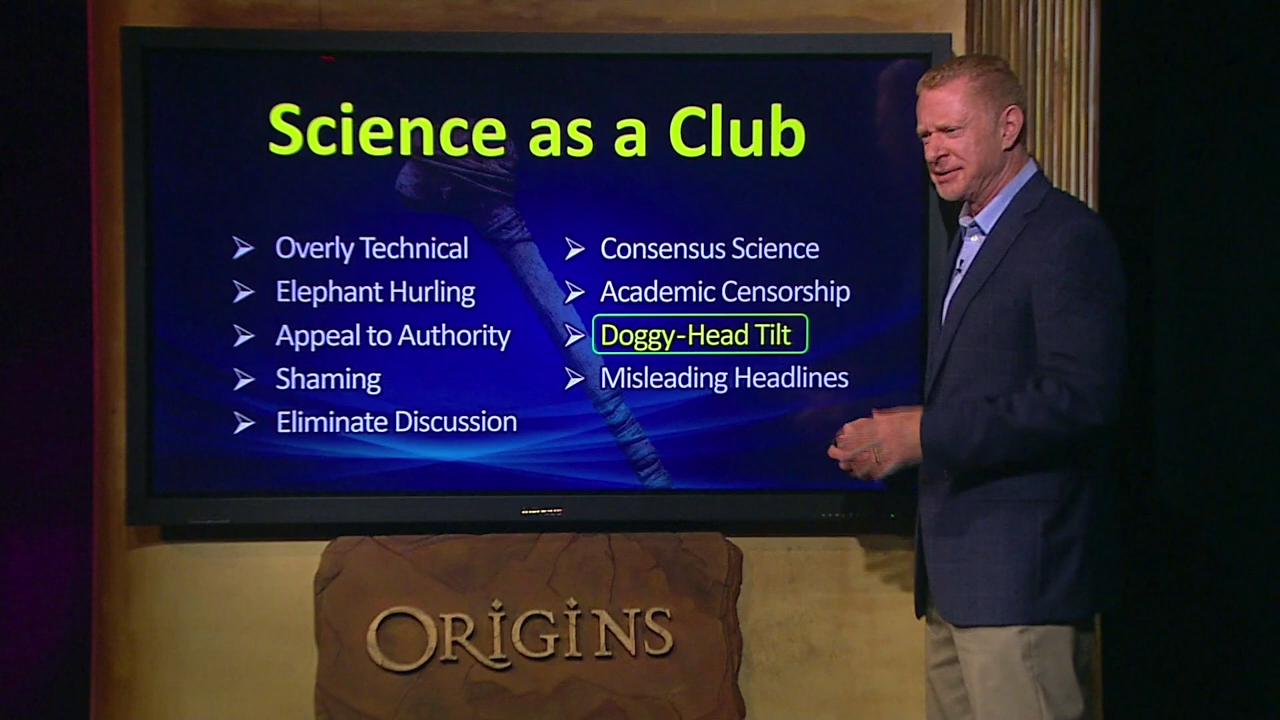 Science as a Club
Overly Technical
Elephant Hurling
Appeal to Authority
Shaming
Eliminate Discussion
Consensus Science
Academic Censorship
Doggy-Head Tilt
Misleading Headlines
ORiGiNS